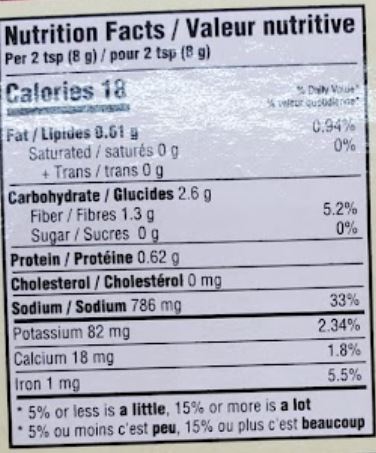 Nutrition Facts / Valeur nutritive
Per 2 tsp (8 g) / pour 2 tsp (8 g)
Calories 18
% Daily Value*
% valeur quotidienne*
Fat / Lipides 0.61 g 0.94%
Saturated / saturés 0 g 0%
+ Trans / trans 0 g
Carbohydrate / Glucides 2.6 g
Fiber / Fibres 1.3 g 5.2%
Sugar / Sucres 0 g 0%
Protein / Protéine 0.62 g
Cholesterol / Cholestérol 0 mg
Sodium / Sodium 786 mg 33%
Potassium 82 mg 2.34%
Calcium 18 mg 1.8%
Iron 1 mg 5.5%
* 5% or less is a little, 15% or more is a lot
* 5% ou moins c'est peu, 15% ou plus c'est beaucoup